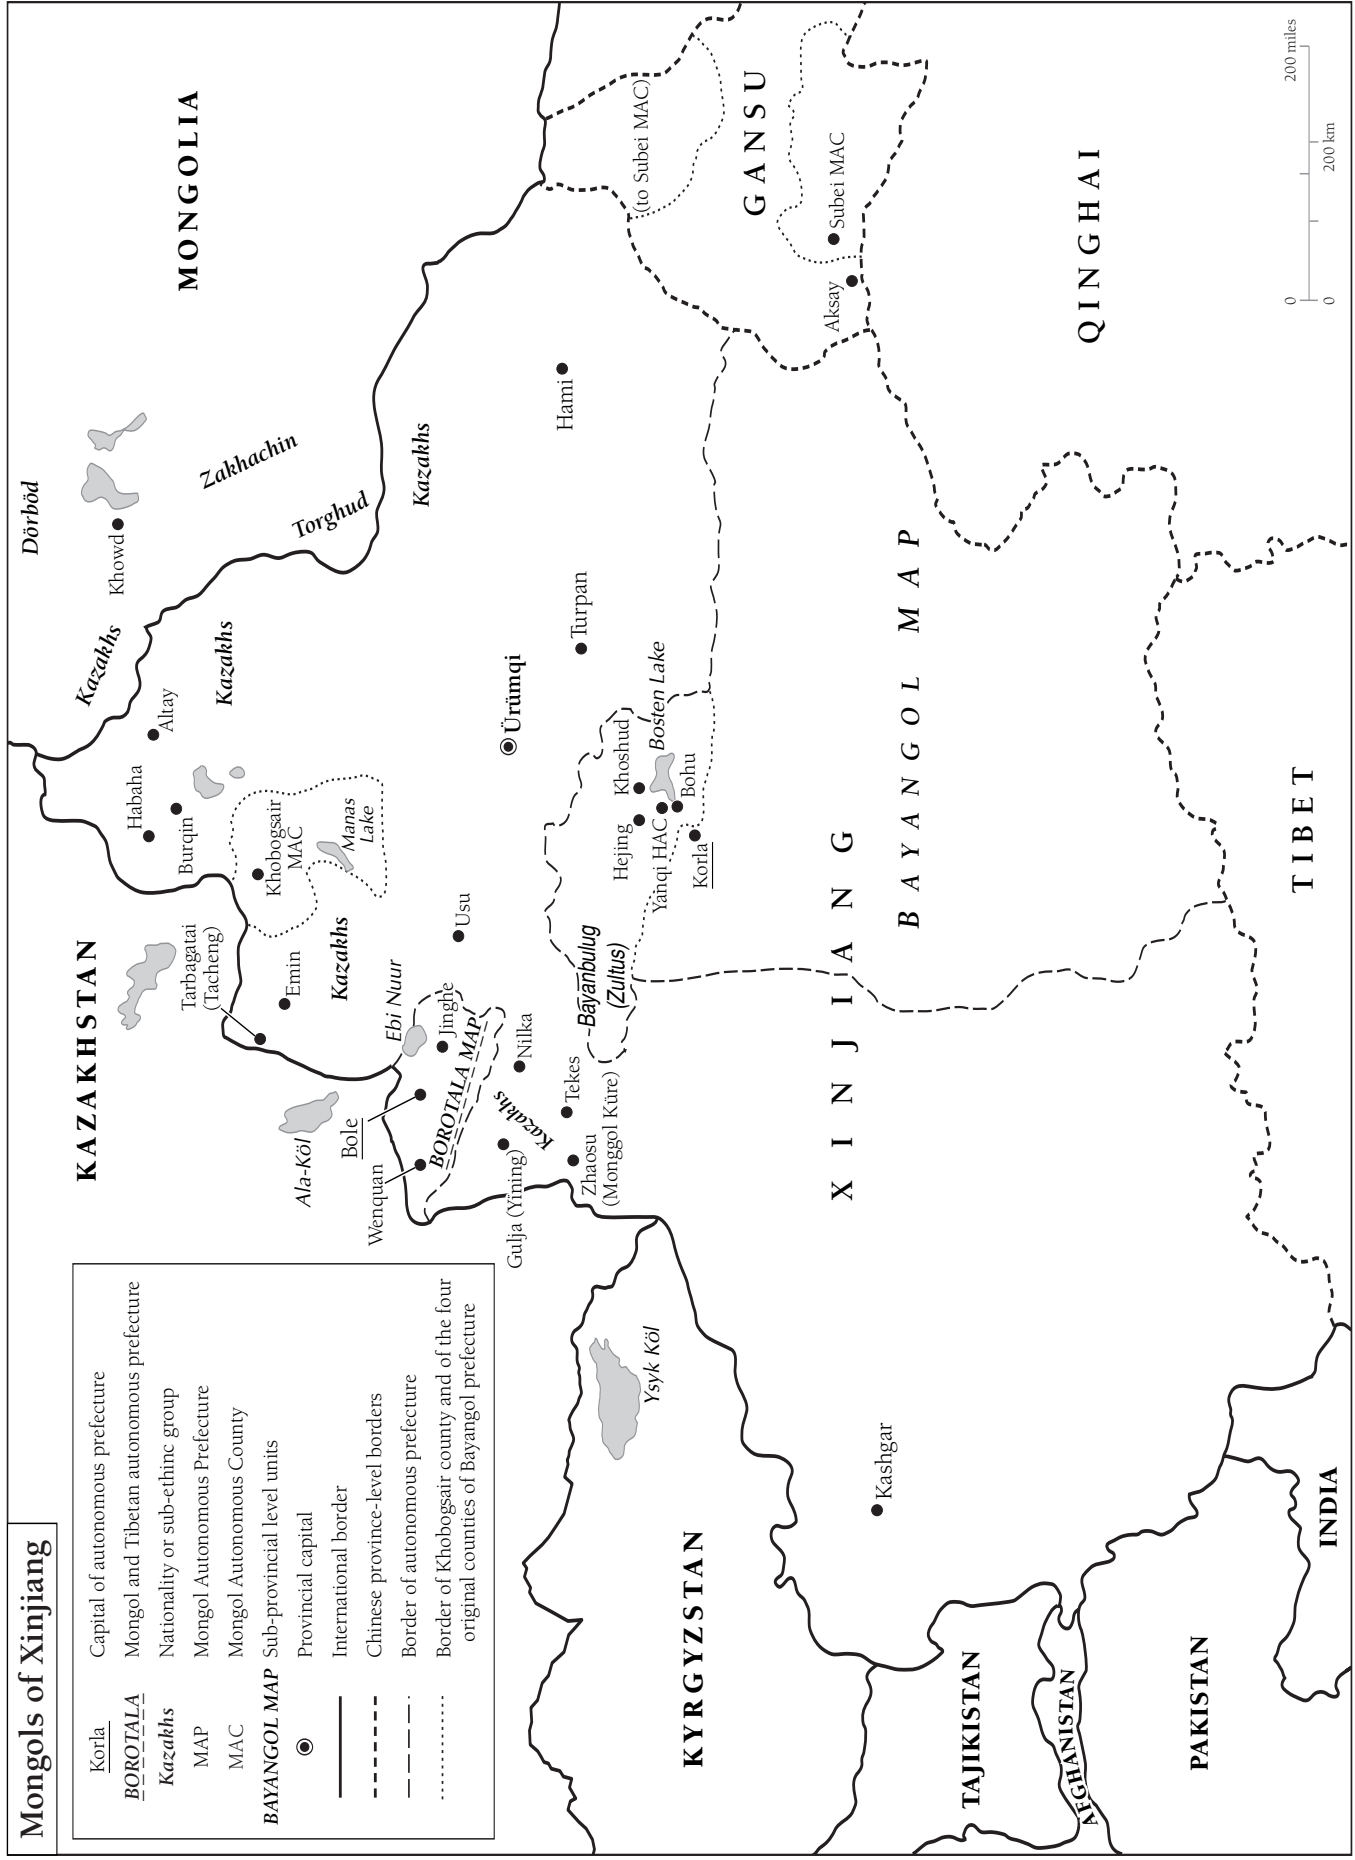 Mongols of Xinjiang
Korla Capital of autonomous prefecture
BOROTALA Mongol and Tibetan autonomous prefecture
Kazakhs Nationality or sub-ethinc group
MAP Mongol Autonomous Prefecture
MAC Mongol Autonomous County
BAYANGOL MAP Sub-provincial level units
Provincial capital
International border
Chinese province-level borders
Border of autonomous prefecture
Border of Khobogsair county and of the four
original counties of Bayangol prefecture
Dörböd
KAZAKHSTAN
Kazakhs
Khowd
MONGOLIA
Zakhachin
Torghud
Habaha
Altay
Burqin
Kazakhs
Tarbagatai
(Tacheng)
Khobogsair
MAC
Manas
Lake
Emin
Kazakhs
Kazakhs
Ala-Köl
Bole
Ebi Nuur
Wenquan
Jinghe
BOROTALA MAP
Usu
Ürümqi
Gulja (Yining)
Kazakhs
Nilka
Turpan
Hami
Tekes
Zhaosu
(Monggol Küre)
Bayanbulug
(Zultus)
Hejing
Khoshud
Bosten Lake
Yanqi HAC
Bohu
Korla
(to Subei MAC)
GANSU
Subei MAC
Aksay
Ysyk Köl
KYRGYZSTAN
XINJIANG
BAYANGOL MAP
Kashgar
QINGHAI
TAJIKISTAN
AFGHANISTAN
PAKISTAN
INDIA
TIBET
0 200 miles
0 200 km